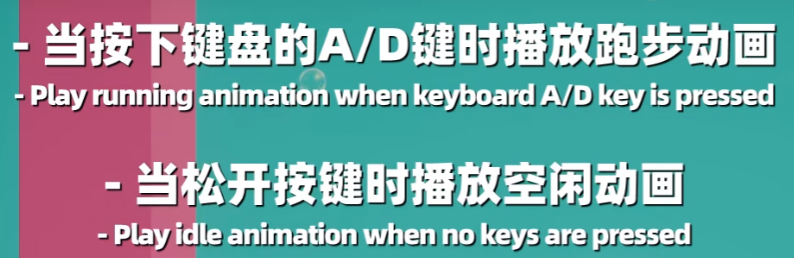 - 当按下键盘的A/D键时播放跑步动画
- Play running animation when keyboard A/D key is pressed
- 当松开按键时播放空闲动画
- Play idle animation when no keys are pressed